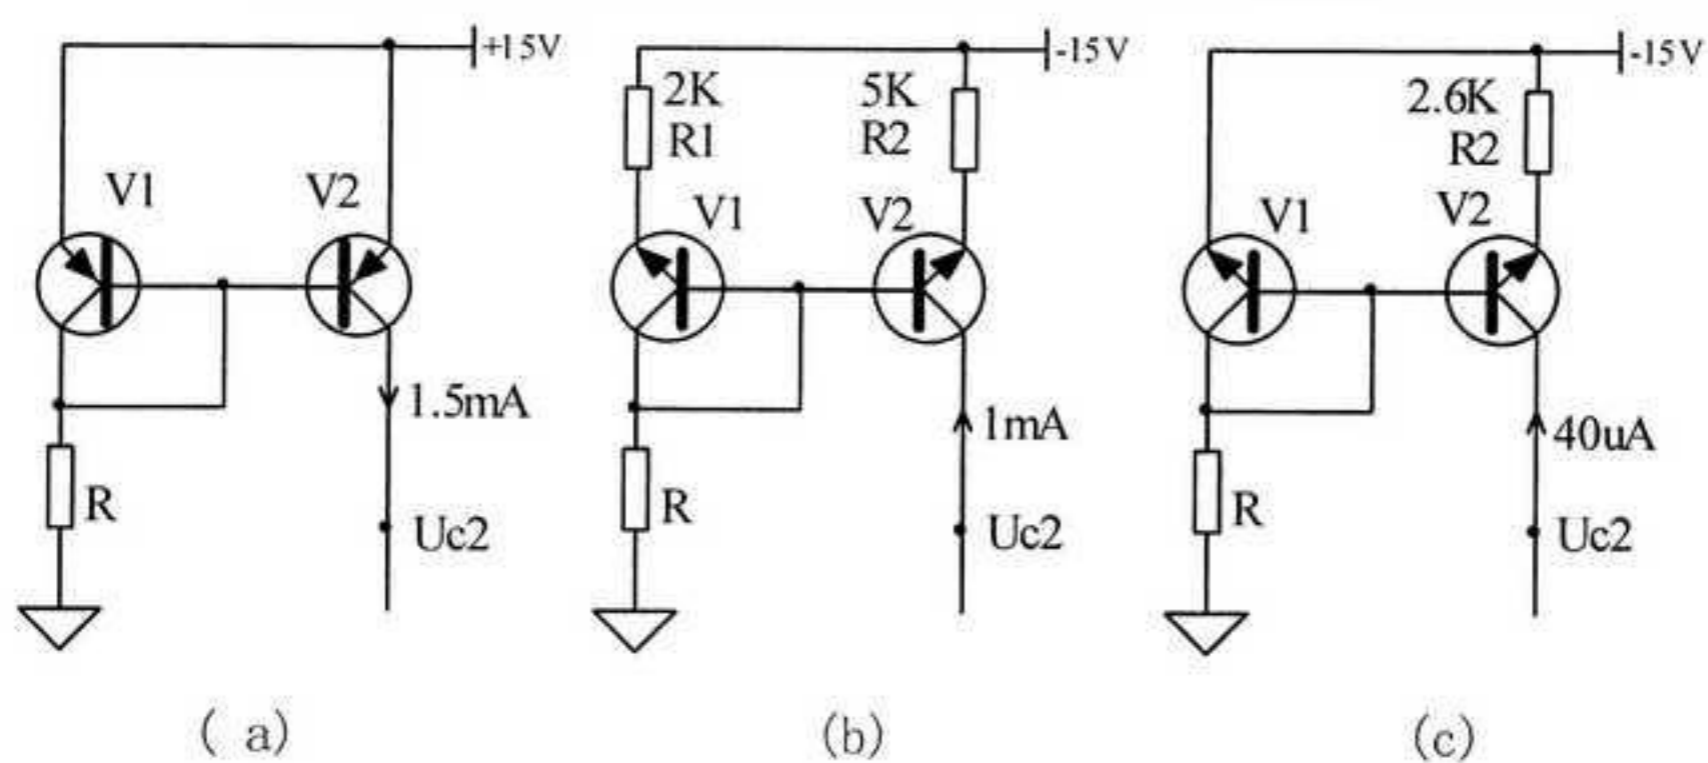 +15V
V1
V2
1.5mA
R
Uc2
( a)
-15V
2K
R1
5K
R2
V1
V2
1mA
R
Uc2
(b)
-15V
2.6K
R2
V1
V2
40uA
R
Uc2
(c)